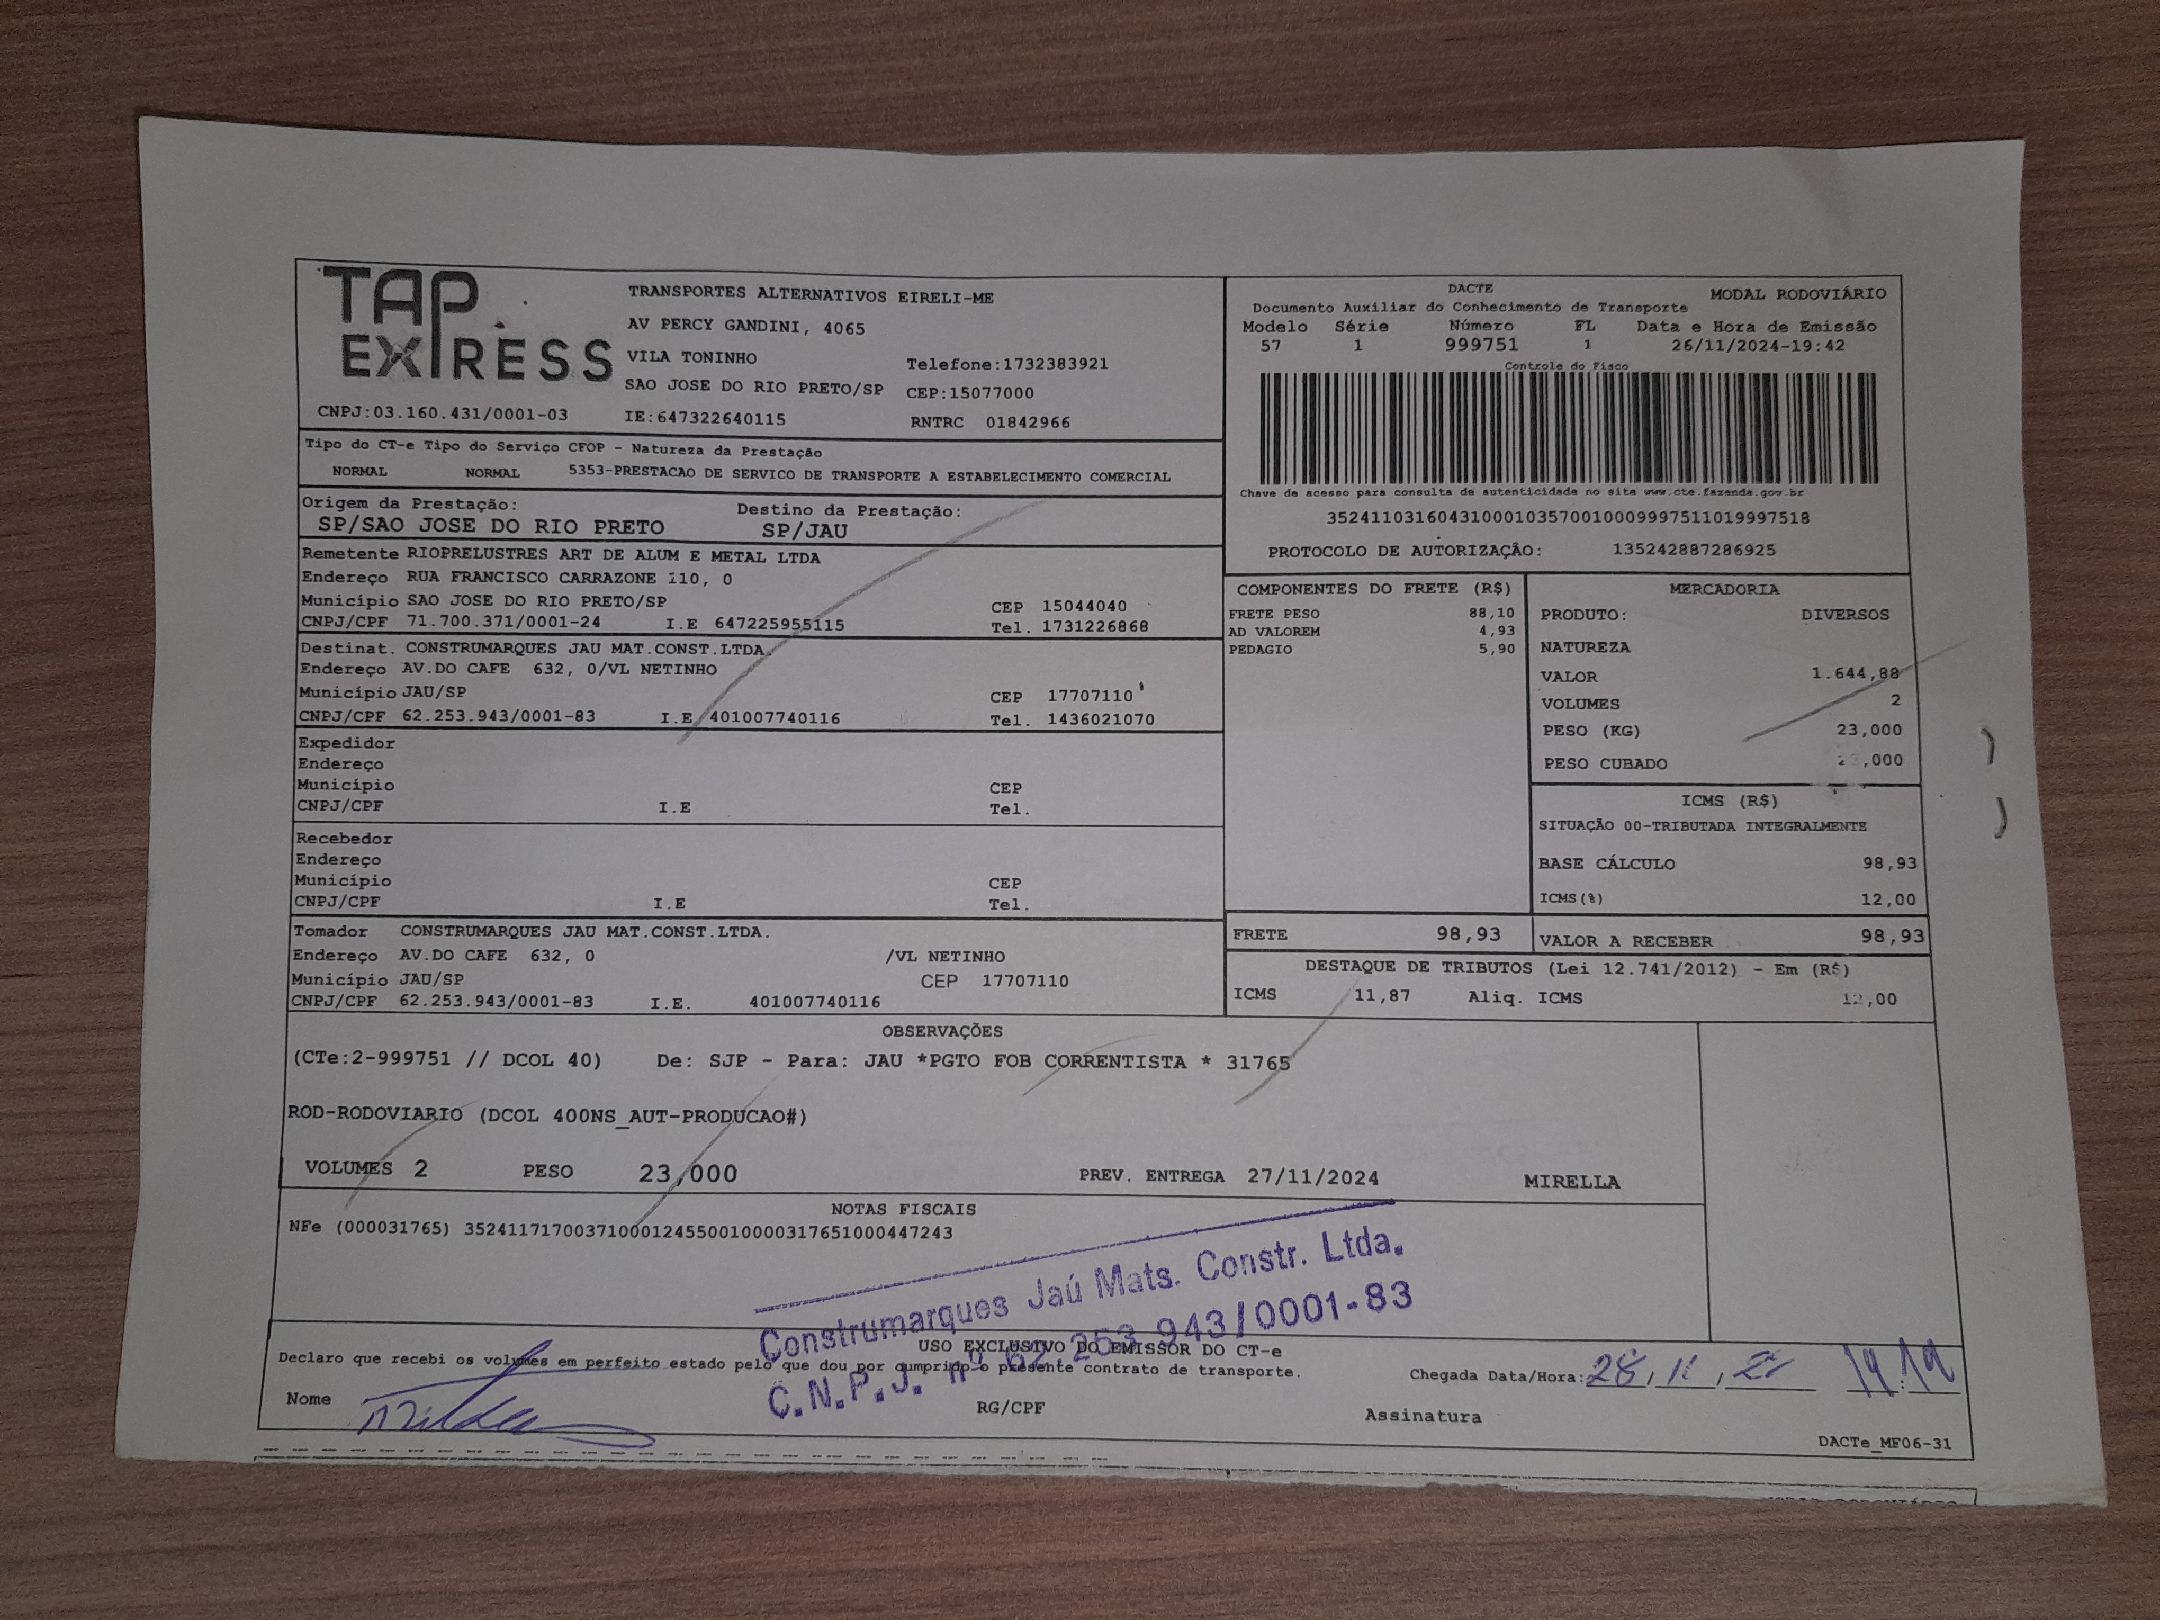 TAP
EXPRESS
TRANSPORTES ALTERNATIVOS EIRELI-ME
AV PERCY GANDINI, 4065
VILA TONINHO
Telefone:1732383921
SAO JOSE DO RIO PRETO/SP CEP:15077000
CNPJ:03.160.431/0001-03 IE:647322640115 RNTRC 01842966
DACTE
Documento Auxiliar do Conhecimento de Transporte
MODAL RODOVIÁRIO
Modelo Série Número FL Data e Hora de Emissão
57 1 999751 1 26/11/2024-19:42
Controle do Fisco
Chave de acesso para consulta de autenticidade no site www.cte.fazenda.gov.br
35241103160431000103570010009997511019997518
PROTOCOLO DE AUTORIZAÇÃO: 135242887286925
Tipo do CT-e Tipo do Serviço CFOP - Natureza da Prestação
NORMAL NORMAL 5353-PRESTACAO DE SERVICO DE TRANSPORTE A ESTABELECIMENTO COMERCIAL
Origem da Prestação: Destino da Prestação:
SP/SAO JOSE DO RIO PRETO SP/JAU
Remetente RIOPRELUSTRES ART DE ALUM E METAL LTDA
Endereço RUA FRANCISCO CARRAZONE 110, 0
Município SAO JOSE DO RIO PRETO/SP CEP 15044040
CNPJ/CPF 71.700.371/0001-24 I.E 647225955115 Tel. 1731226868
Destinat. CONSTRUMARQUES JAU MAT.CONST.LTDA.
Endereço AV.DO CAFE 632, 0/VL NETINHO
Município JAU/SP CEP 17707110
CNPJ/CPF 62.253.943/0001-83 I.E 401007740116 Tel. 1436021070
Expedidor
Endereço
Município CEP
CNPJ/CPF I.E Tel.
Recebedor
Endereço
Município CEP
CNPJ/CPF I.E Tel.
Tomador CONSTRUMARQUES JAU MAT.CONST.LTDA.
Endereço AV.DO CAFE 632, 0 /VL NETINHO
Município JAU/SP CEP 17707110
CNPJ/CPF 62.253.943/0001-83 I.E. 401007740116
COMPONENTES DO FRETE (R$)
FRETE PESO 88,10
AD VALOREM 4,93
PEDAGIO 5,90
MERCADORIA
PRODUTO: DIVERSOS
NATUREZA
VALOR 1.644,88
VOLUMES 2
PESO (KG) 23,000
PESO CUBADO 23,000
ICMS (R$)
SITUAÇÃO 00-TRIBUTADA INTEGRALMENTE
BASE CÁLCULO 98,93
ICMS(%) 12,00
FRETE 98,93 VALOR A RECEBER 98,93
DESTAQUE DE TRIBUTOS (Lei 12.741/2012) - Em (R$)
ICMS 11,87 Aliq. ICMS 12,00
OBSERVAÇÕES
(CTe:2-999751 // DCOL 40) De: SJP - Para: JAU *PGTO FOB CORRENTISTA * 31765
ROD-RODOVIARIO (DCOL 400NS_AUT-PRODUCAO#)
VOLUMES 2 PESO 23,000 PREV. ENTREGA 27/11/2024 MIRELLA
NOTAS FISCAIS
NFe (000031765) 35241171700371000124550010000317651000447243
Construmarques Jaú Mats. Constr. Ltda.
C.N.P.J. nº 62.253.943/0001-83
USO EXCLUSIVO DO EMISSOR DO CT-e
Declaro que recebi os volumes em perfeito estado pelo que dou por cumprido o presente contrato de transporte.
Chegada Data/Hora: 28, 11,
Nome RG/CPF Assinatura
DACTe_MF06-31